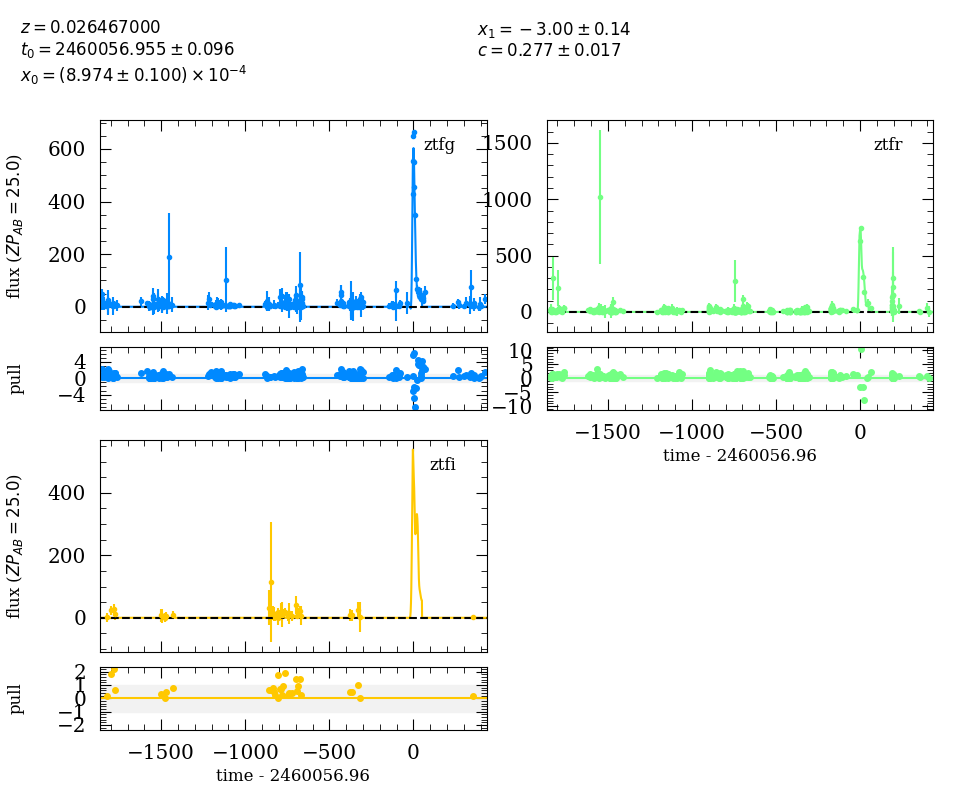 z = 0.026467000
t₀ = 2460056.955 ± 0.096
x₀ = (8.974 ± 0.100) × 10⁻⁴
x₁ = −3.00 ± 0.14
c = 0.277 ± 0.017
ztfg
flux (ZP_AB = 25.0)
600
400
200
0
ztfr
1500
1000
500
0
pull
4
0
−4
10
5
0
−5
−10
−1500 −1000 −500 0
time - 2460056.96
ztfi
flux (ZP_AB = 25.0)
400
200
0
pull
2
1
0
−1
−2
−1500 −1000 −500 0
time - 2460056.96